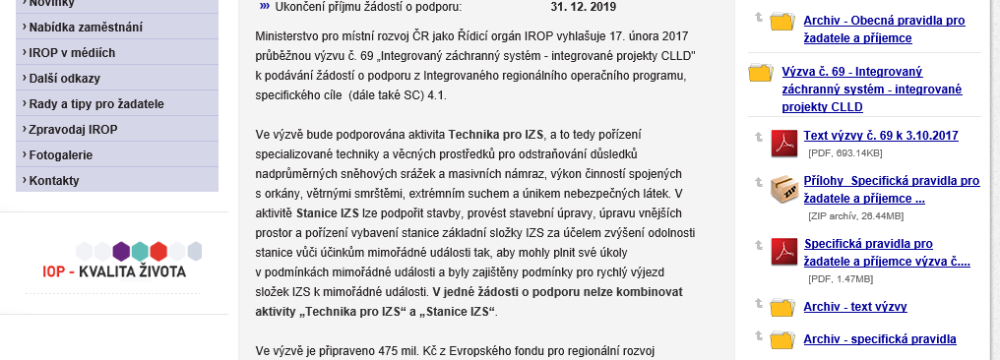 Novinky
Nabídka zaměstnání
IROP v médiích
Další odkazy
Rady a tipy pro žadatele
Zpravodaj IROP
Fotogalerie
Kontakty
IOP - KVALITA ŽIVOTA
Ukončení příjmu žádostí o podporu: 31. 12. 2019
Ministerstvo pro místní rozvoj ČR jako Řídicí orgán IROP vyhlašuje 17. února 2017
průběžnou výzvu č. 69 „Integrovaný záchranný systém - integrované projekty CLLD"
k podávání žádostí o podporu z Integrovaného regionálního operačního programu,
specifického cíle (dále také SC) 4.1.
Ve výzvě bude podporována aktivita Technika pro IZS, a to tedy pořízení
specializované techniky a věcných prostředků pro odstraňování důsledků
nadprůměrných sněhových srážek a masivních námraz, výkon činností spojených
s orkány, větrnými smrštěmi, extrémním suchem a únikem nebezpečných látek. V
aktivitě Stanice IZS lze podpořit stavby, provést stavební úpravy, úpravu vnějších
prostor a pořízení vybavení stanice základní složky IZS za účelem zvýšení odolnosti
stanice vůči účinkům mimořádné události tak, aby mohly plnit své úkoly
v podmínkách mimořádné události a byly zajištěny podmínky pro rychlý výjezd
složek IZS k mimořádné události. V jedné žádosti o podporu nelze kombinovat
aktivity „Technika pro IZS“ a „Stanice IZS“.
Ve výzvě je připraveno 475 mil. Kč z Evropského fondu pro regionální rozvoj
Archiv - Obecná pravidla pro
žadatele a příjemce
Výzva č. 69 - Integrovaný
záchranný systém - integrované
projekty CLLD
Text výzvy č. 69 k 3.10.2017
[PDF, 693.14KB]
Přílohy_Specifická pravidla pro
žadatele a příjemce ...
[ZIP archív, 26.44MB]
Specifická pravidla pro
žadatele a příjemce výzva č....
[PDF, 1.47MB]
Archiv - text výzvy
Archiv - specifická pravidla